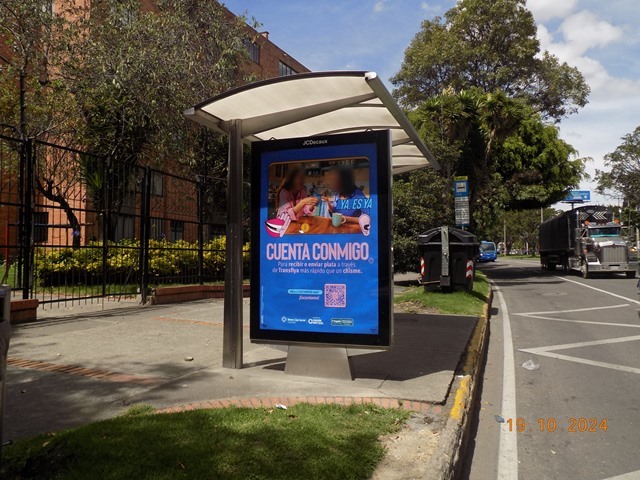 JCDecaux
YA, ES YA
CUENTA CONMIGO
Para recibir o enviar plata a través
de Transfiya más rápido que un chisme.
19.10.2024